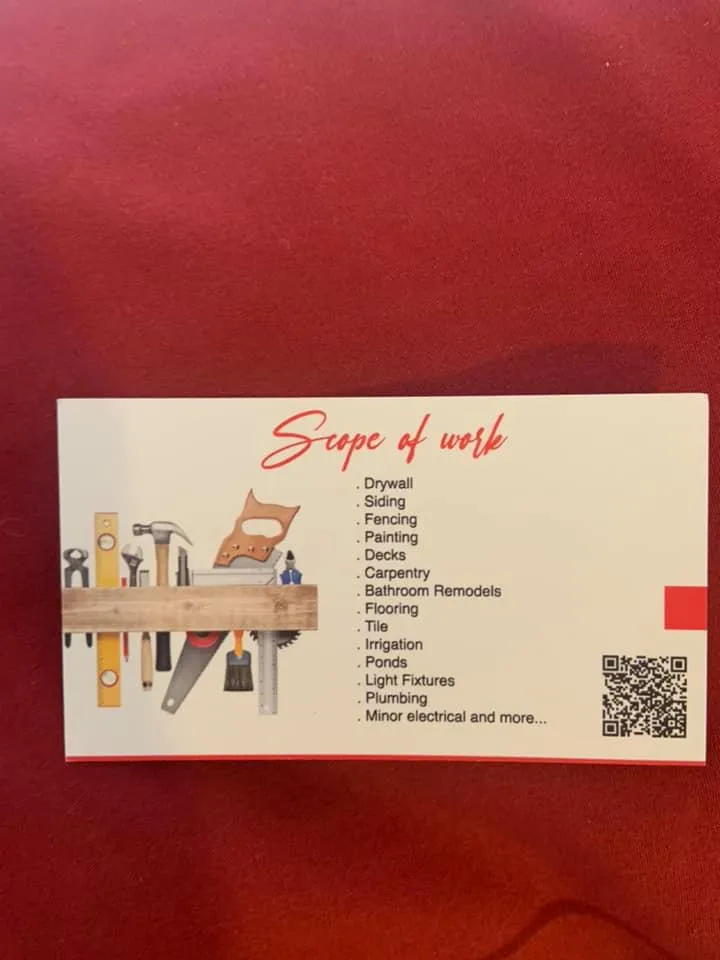 Scope of work
. Drywall
. Siding
. Fencing
. Painting
. Decks
. Carpentry
. Bathroom Remodels
. Flooring
. Tile
. Irrigation
. Ponds
. Light Fixtures
. Plumbing
. Minor electrical and more...